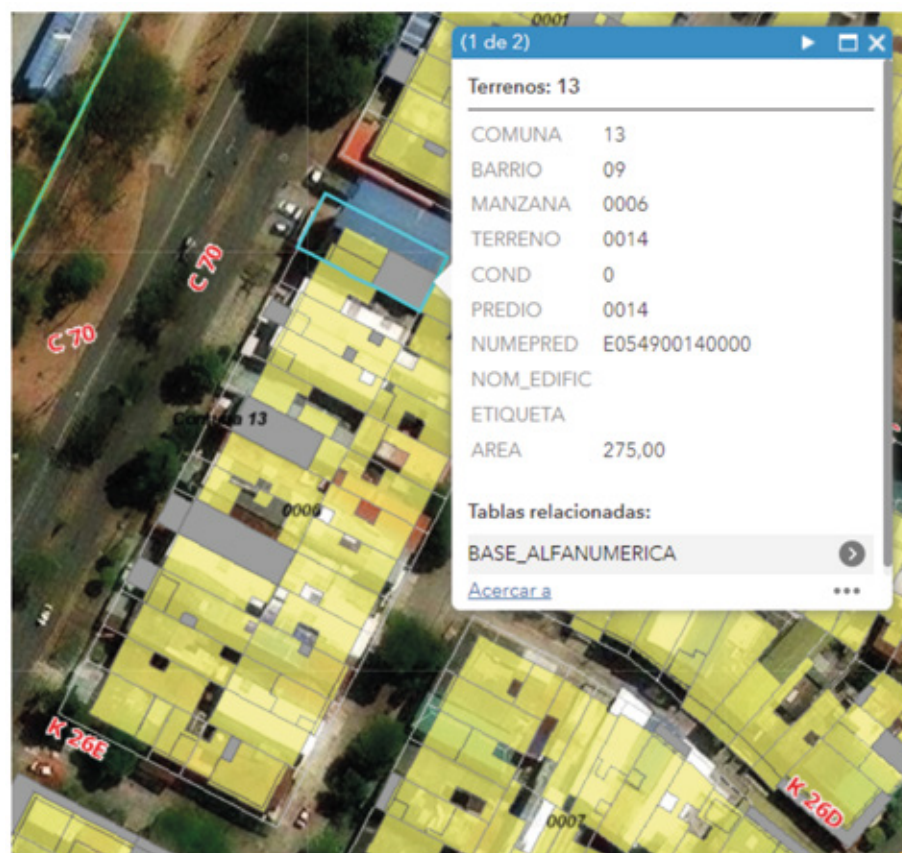 0001
(1 de 2)
Terrenos: 13
COMUNA 13
BARRIO 09
MANZANA 0006
TERRENO 0014
COND 0
PREDIO 0014
NUMEPRED E054900140000
NOM_EDIFIC
ETIQUETA
AREA 275,00
Tablas relacionadas:
BASE_ALFANUMERICA
Acercar a
C 70
C 70
Comuna 13
0006
K 26E
K 26D
0007